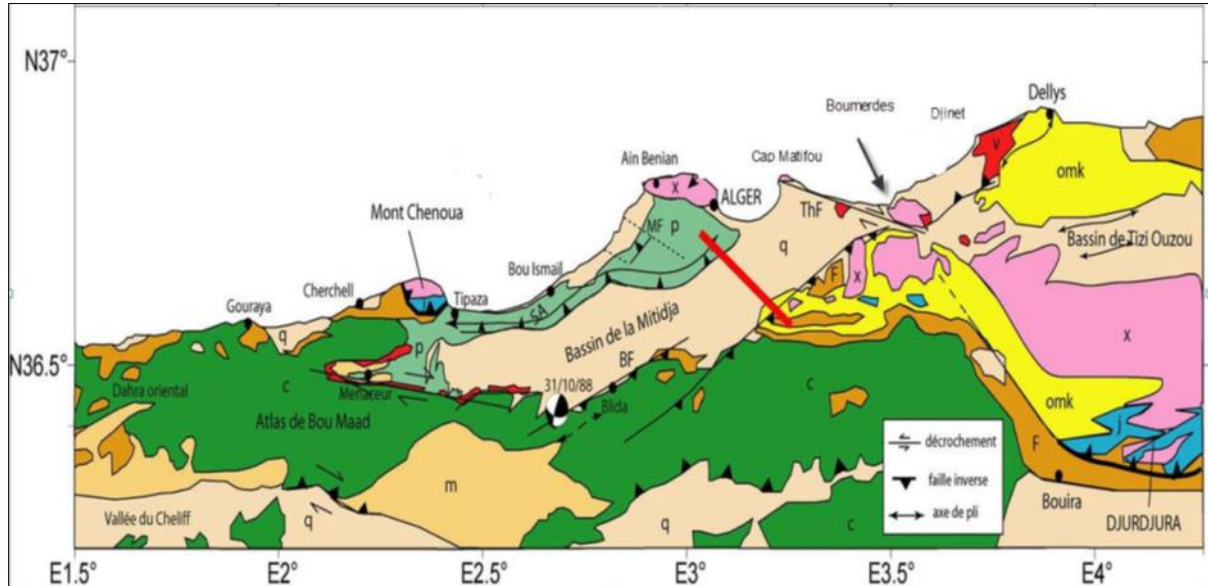 N37°
N36°.5
Dellys
Djinet
Boumerdes
Cap Matifou
Ain Benian
ALGER
Mont Chenoua
Bou Ismaïl
Tipaza
Cherchell
Gouraya
v
omk
x
ThF
MF
p
q
Bassin de Tizi Ouzou
F
x
SA
Bassin de la Mitidja
BF
x
q
p
j
Dahra oriental
c
Menaceur
31/10/88
Blida
Atlas de Bou Maad
c
omk
j
m
F
Vallée du Cheliff
q
q
c
Bouira
DJURDJURA
décrochement
faille inverse
axe de pli
E1.5°
E2°
E2.5°
E3°
E3.5°
E4°